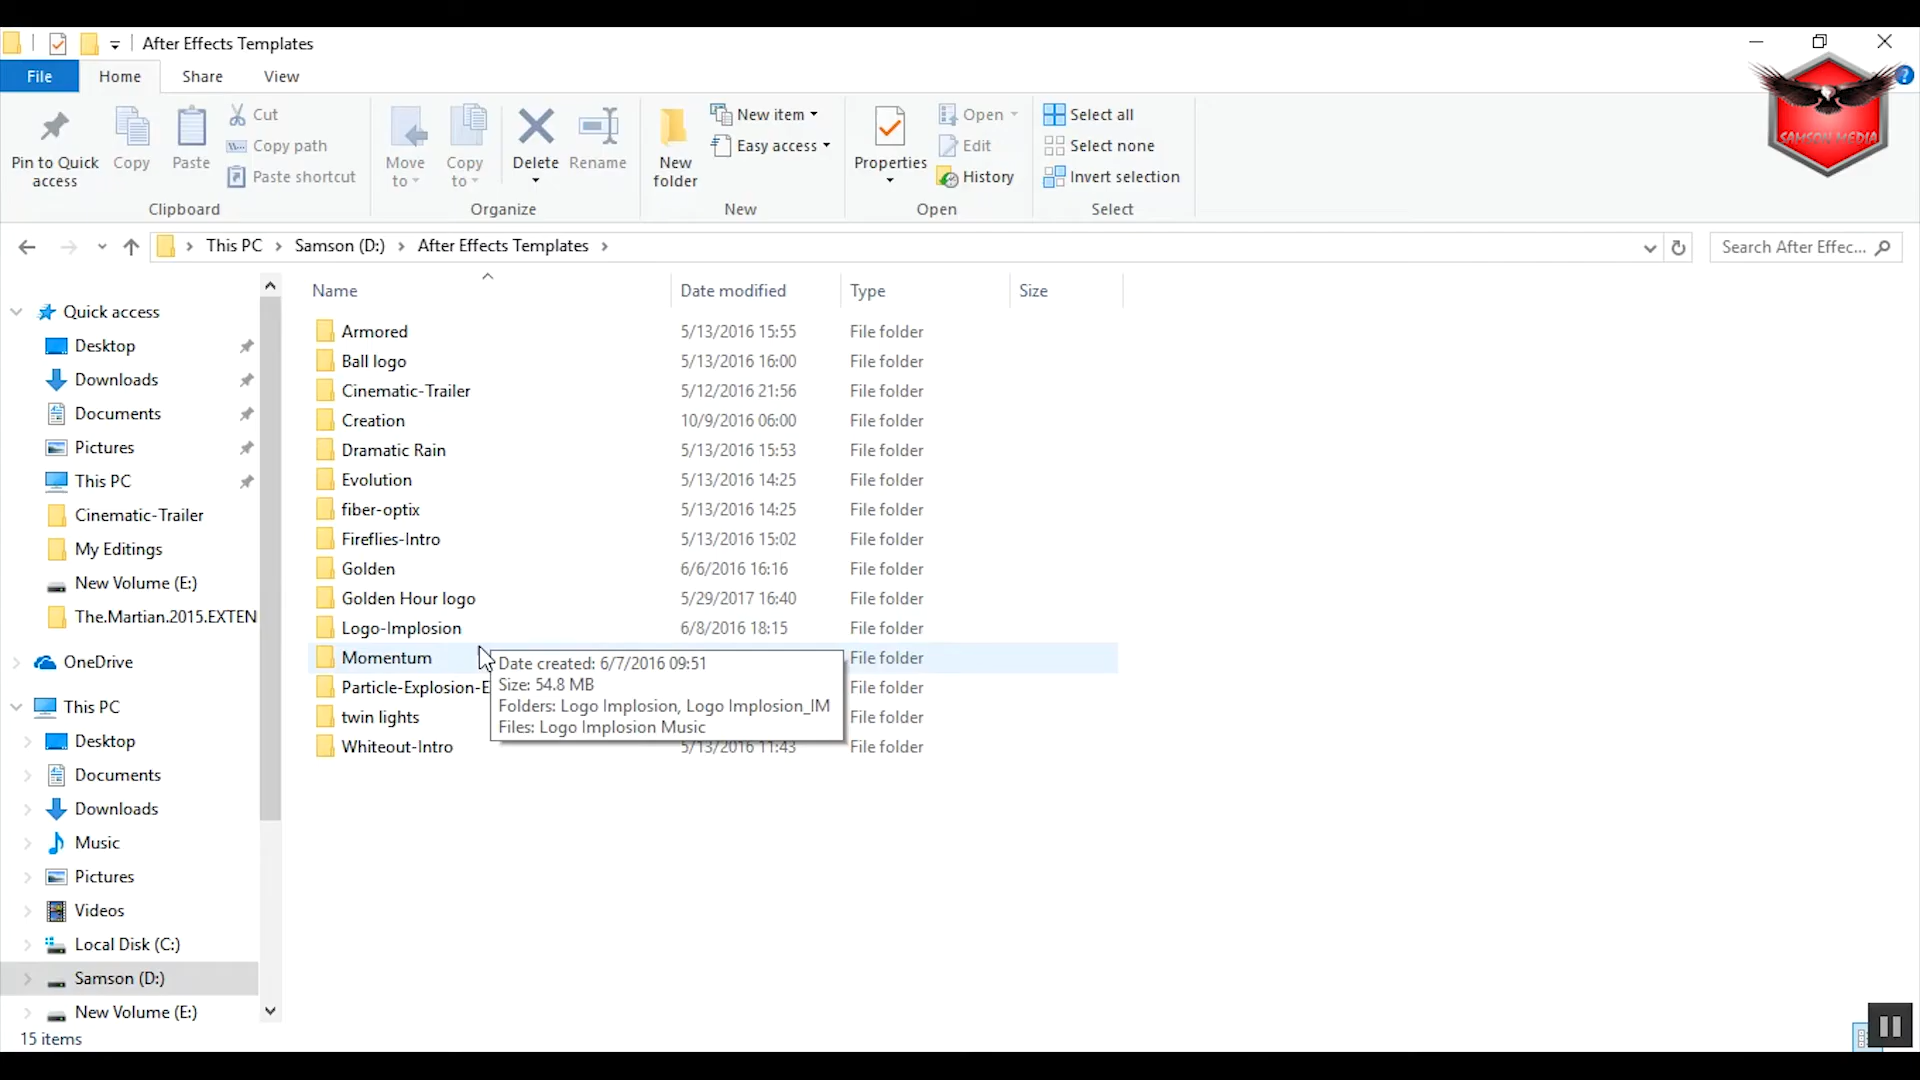 After Effects Templates
File Home Share View
Pin to Quick access
Copy
Paste
Cut
Copy path
Paste shortcut
Clipboard
Move to
Copy to
Delete
Rename
Organize
New folder
New item
Easy access
New
Properties
Open
Edit
History
Open
Select all
Select none
Invert selection
Select
SAMSON MEDIA
This PC Samson (D:) After Effects Templates
Search After Effec...
Quick access
Desktop
Downloads
Documents
Pictures
This PC
Cinematic-Trailer
My Editings
New Volume (E:)
The.Martian.2015.EXTEN
OneDrive
This PC
Desktop
Documents
Downloads
Music
Pictures
Videos
Local Disk (C:)
Samson (D:)
New Volume (E:)
Name Date modified Type Size
Armored 5/13/2016 15:55 File folder
Ball logo 5/13/2016 16:00 File folder
Cinematic-Trailer 5/12/2016 21:56 File folder
Creation 10/9/2016 06:00 File folder
Dramatic Rain 5/13/2016 15:53 File folder
Evolution 5/13/2016 14:25 File folder
fiber-optix 5/13/2016 14:25 File folder
Fireflies-Intro 5/13/2016 15:02 File folder
Golden 6/6/2016 16:16 File folder
Golden Hour logo 5/29/2017 16:40 File folder
Logo-Implosion 6/8/2016 18:15 File folder
Momentum File folder
Particle-Explosion-E File folder
twin lights File folder
Whiteout-Intro 5/13/2016 11:43 File folder
Date created: 6/7/2016 09:51
Size: 54.8 MB
Folders: Logo Implosion, Logo Implosion_IM
Files: Logo Implosion Music
15 items